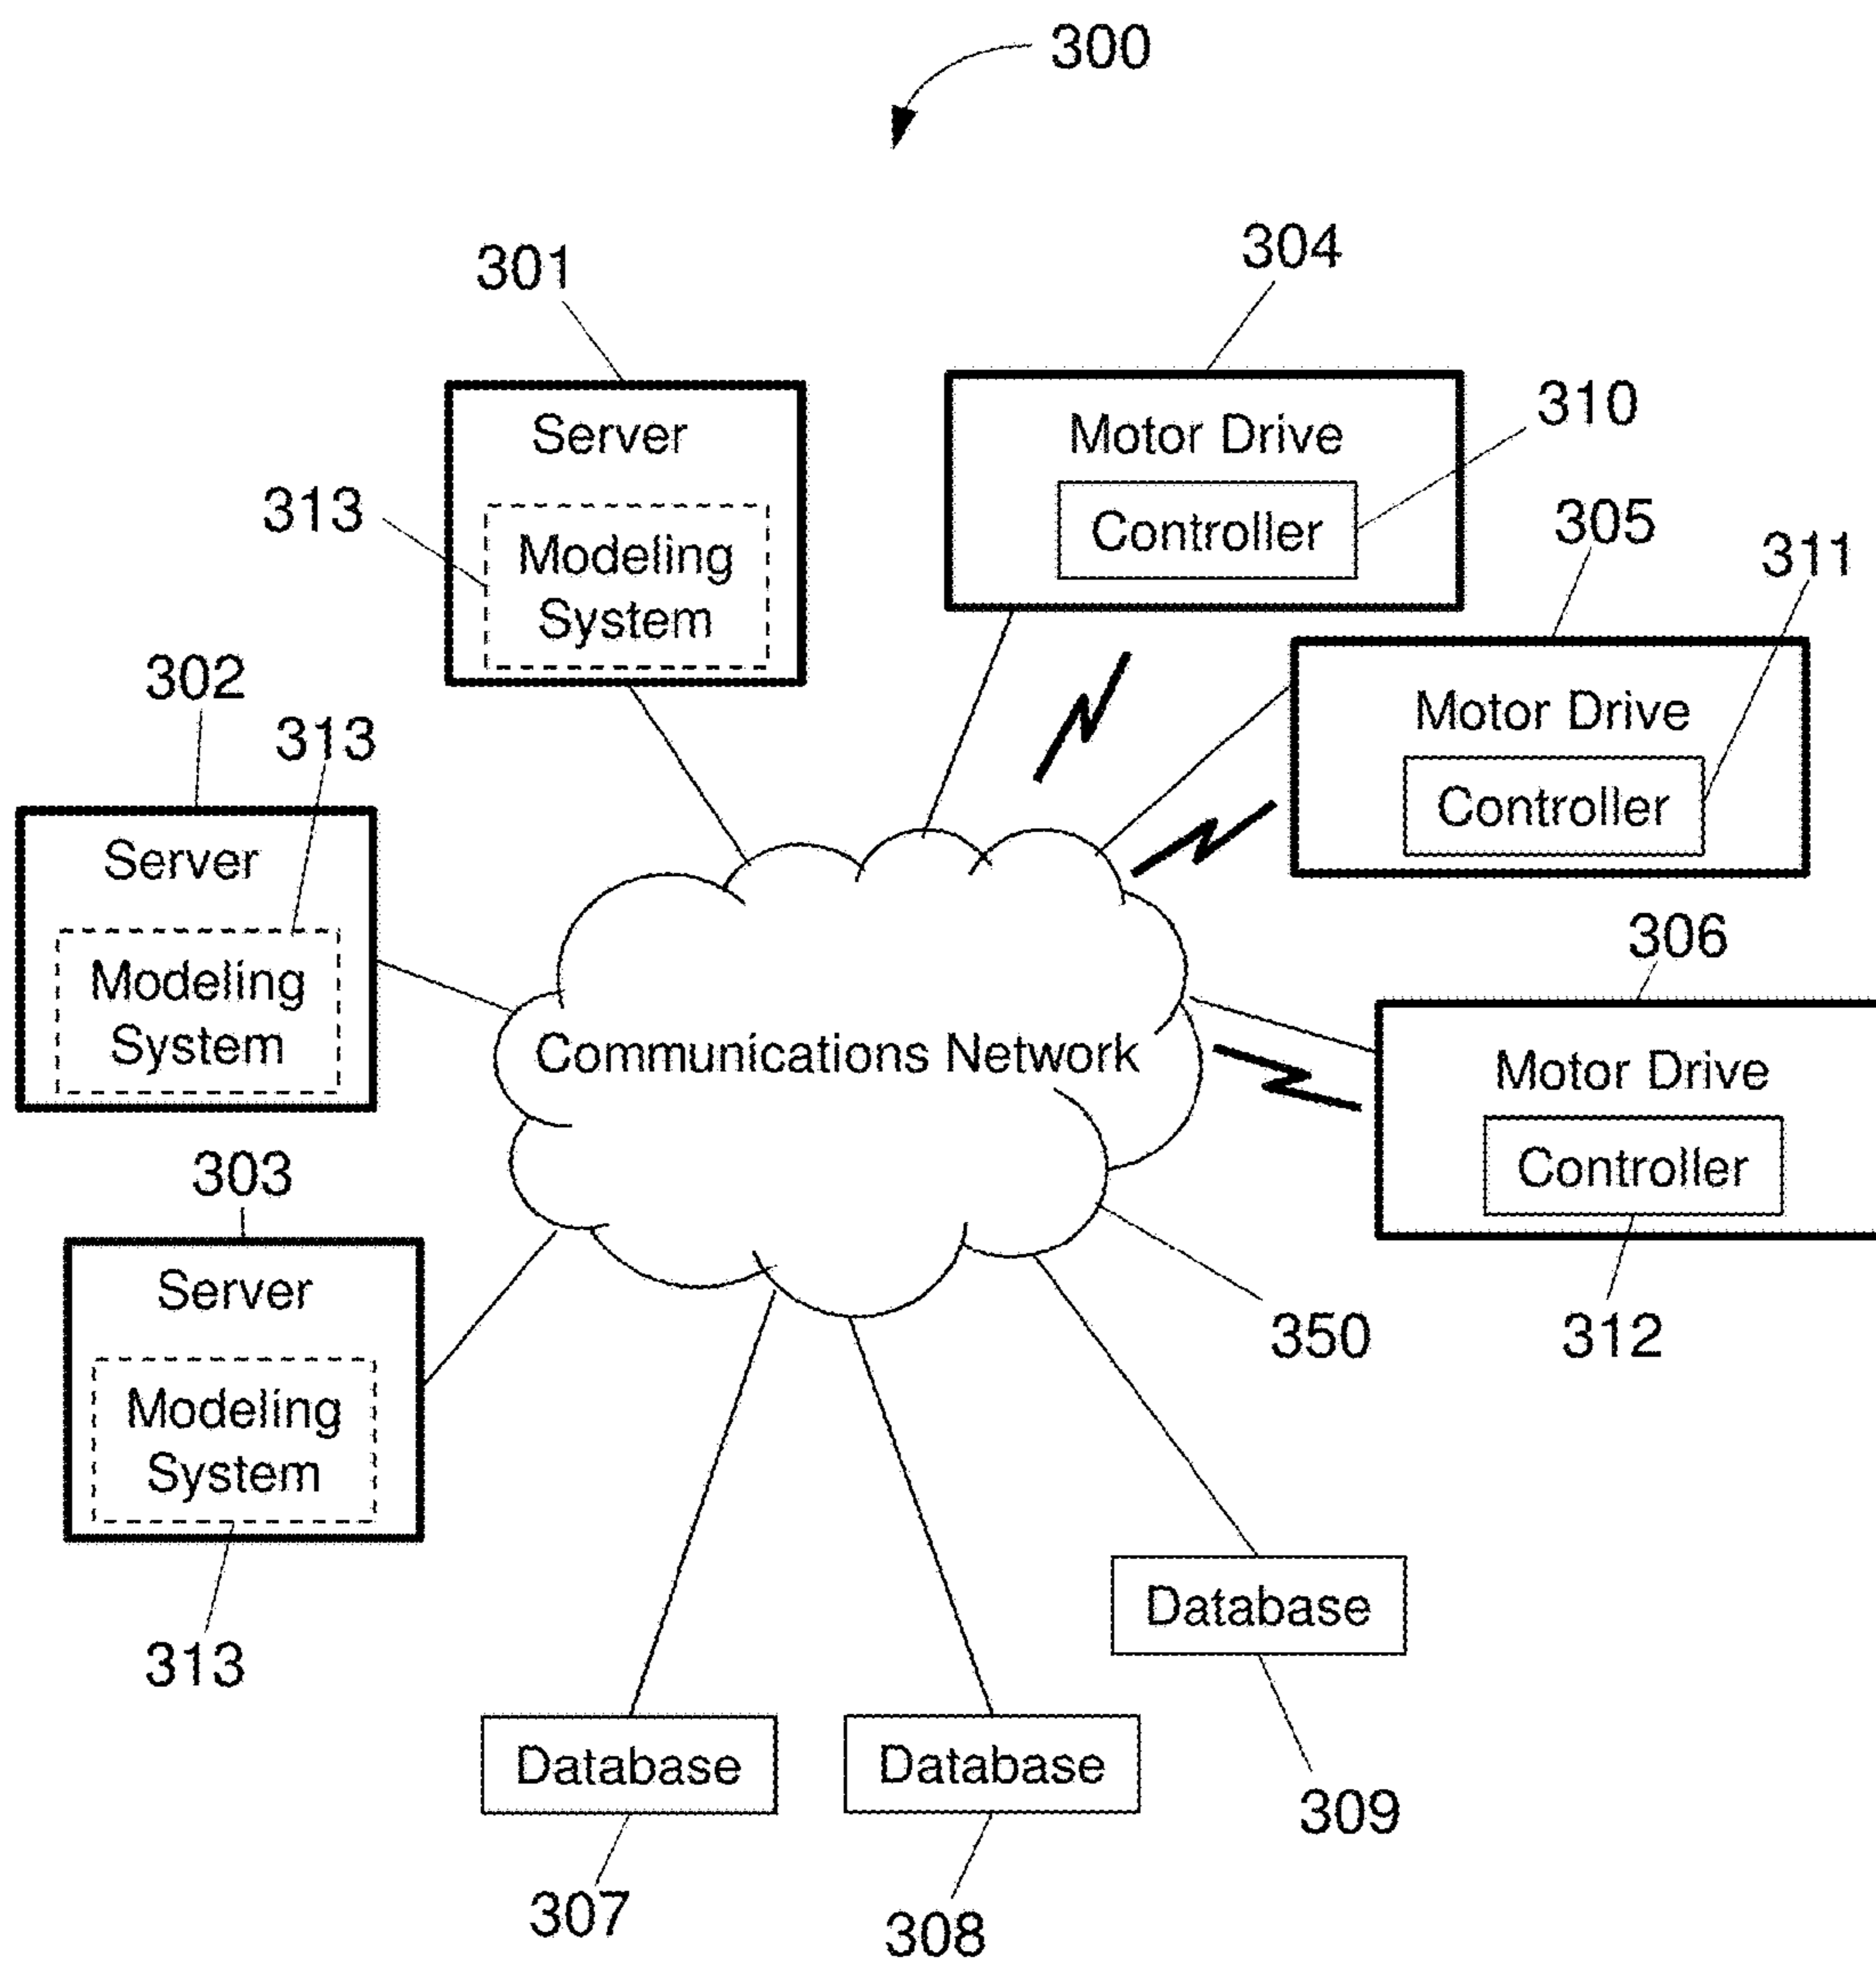 300
301
304
Server
Motor Drive
310
313
Modeling
System
Controller
305
311
302
313
Motor Drive
Controller
Server
Modeling
System
306
Communications Network
Motor Drive
Controller
303
312
350
Server
Modeling
System
313
Database
309
Database
307
Database
308